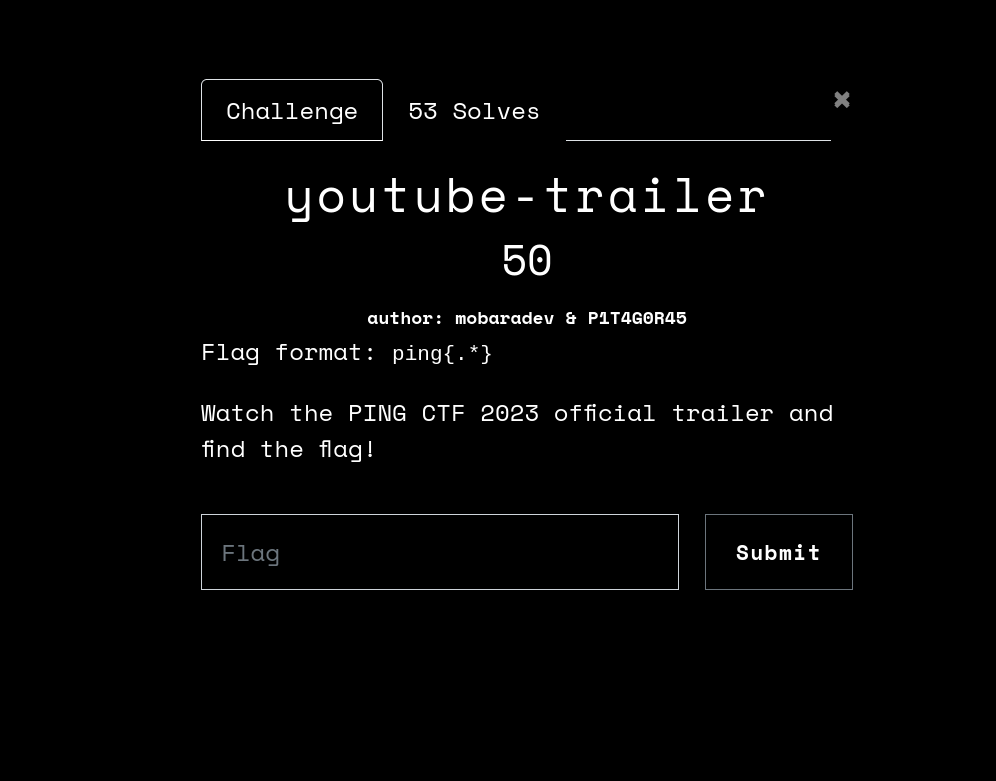 Challenge
53 Solves
✖
youtube-trailer
50
author: mobaradev & P1T4G0R45
Flag format: ping{.*}
Watch the PING CTF 2023 official trailer and
find the flag!
Flag
Submit